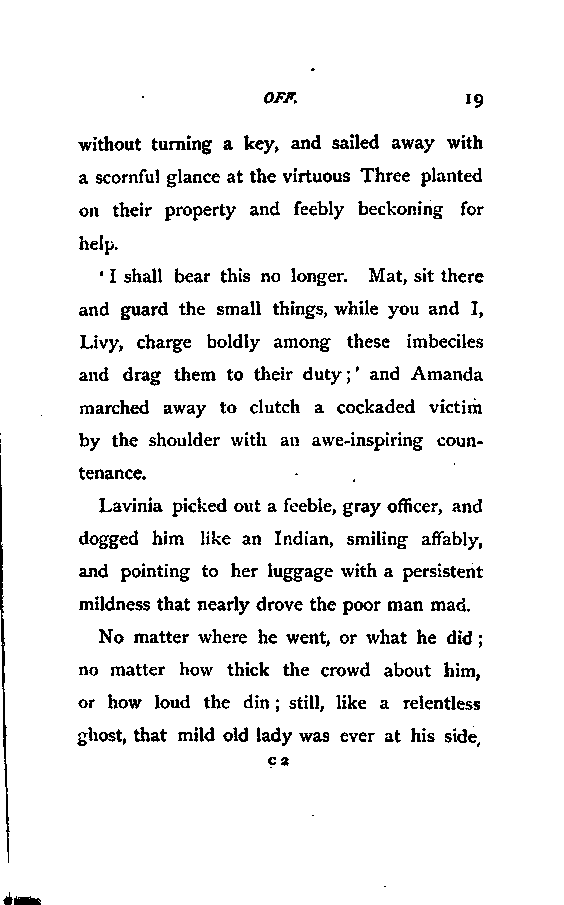 OFF. 19
without turning a key, and sailed away with
a scornful glance at the virtuous Three planted
on their property and feebly beckoning for
help.
' I shall bear this no longer. Mat, sit there
and guard the small things, while you and I,
Livy, charge boldly among these imbeciles
and drag them to their duty;' and Amanda
marched away to clutch a cockaded victim
by the shoulder with an awe-inspiring coun-
tenance.
Lavinia picked out a feeble, gray officer, and
dogged him like an Indian, smiling affably,
and pointing to her luggage with a persistent
mildness that nearly drove the poor man mad.
No matter where he went, or what he did;
no matter how thick the crowd about him,
or how loud the din; still, like a relentless
ghost, that mild old lady was ever at his side,
C 2